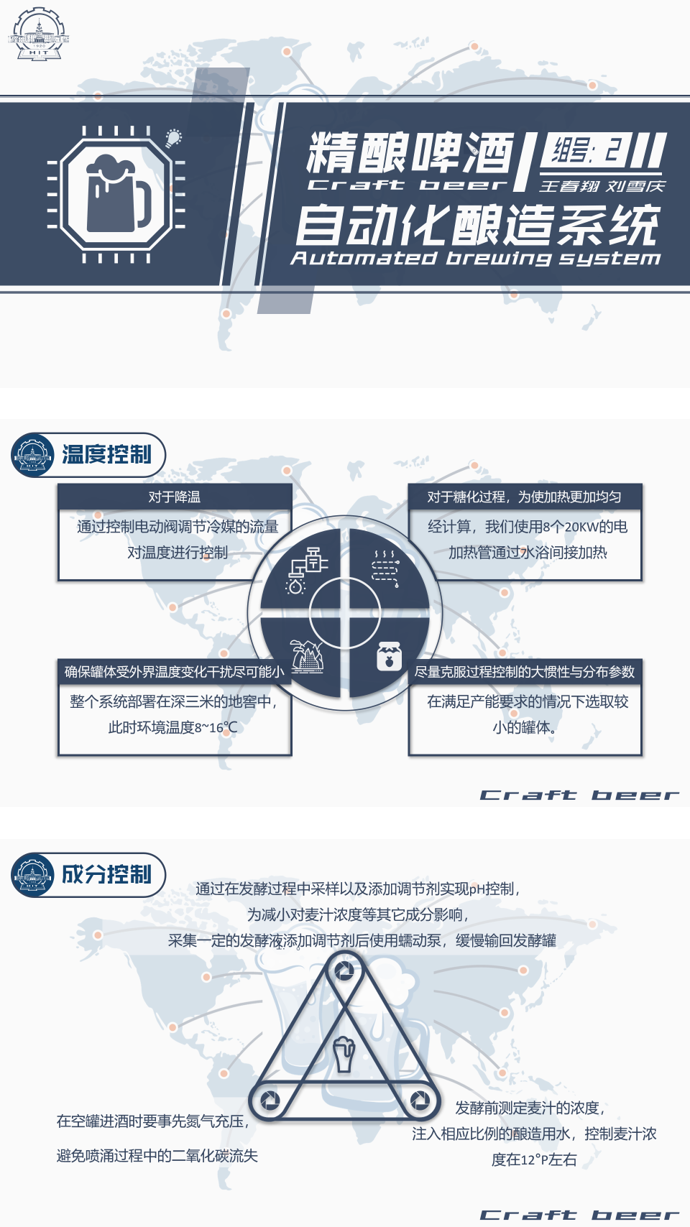 HIT
精酿啤酒
Craft beer
组号：2
王春翔 刘雪庆
自动化酿造系统
Automated brewing system
温度控制
对于降温
通过控制电动阀调节冷媒的流量
对温度进行控制
对于糖化过程，为使加热更加均匀
经计算，我们使用8个20KW的电
加热管通过水浴间接加热
确保罐体受外界温度变化干扰尽可能小
整个系统部署在深三米的地窖中，
此时环境温度8~16℃
尽量克服过程控制的大惯性与分布参数
在满足产能要求的情况下选取较
小的罐体。
Craft beer
成分控制
通过在发酵过程中采样以及添加调节剂实现pH控制，
为减小对麦汁浓度等其它成分影响，
采集一定的发酵液添加调节剂后使用蠕动泵，缓慢输回发酵罐
在空罐进酒时要事先氮气充压，
避免喷涌过程中的二氧化碳流失
发酵前测定麦汁的浓度，
注入相应比例的酿造用水，控制麦汁浓
度在12°P左右
Craft beer